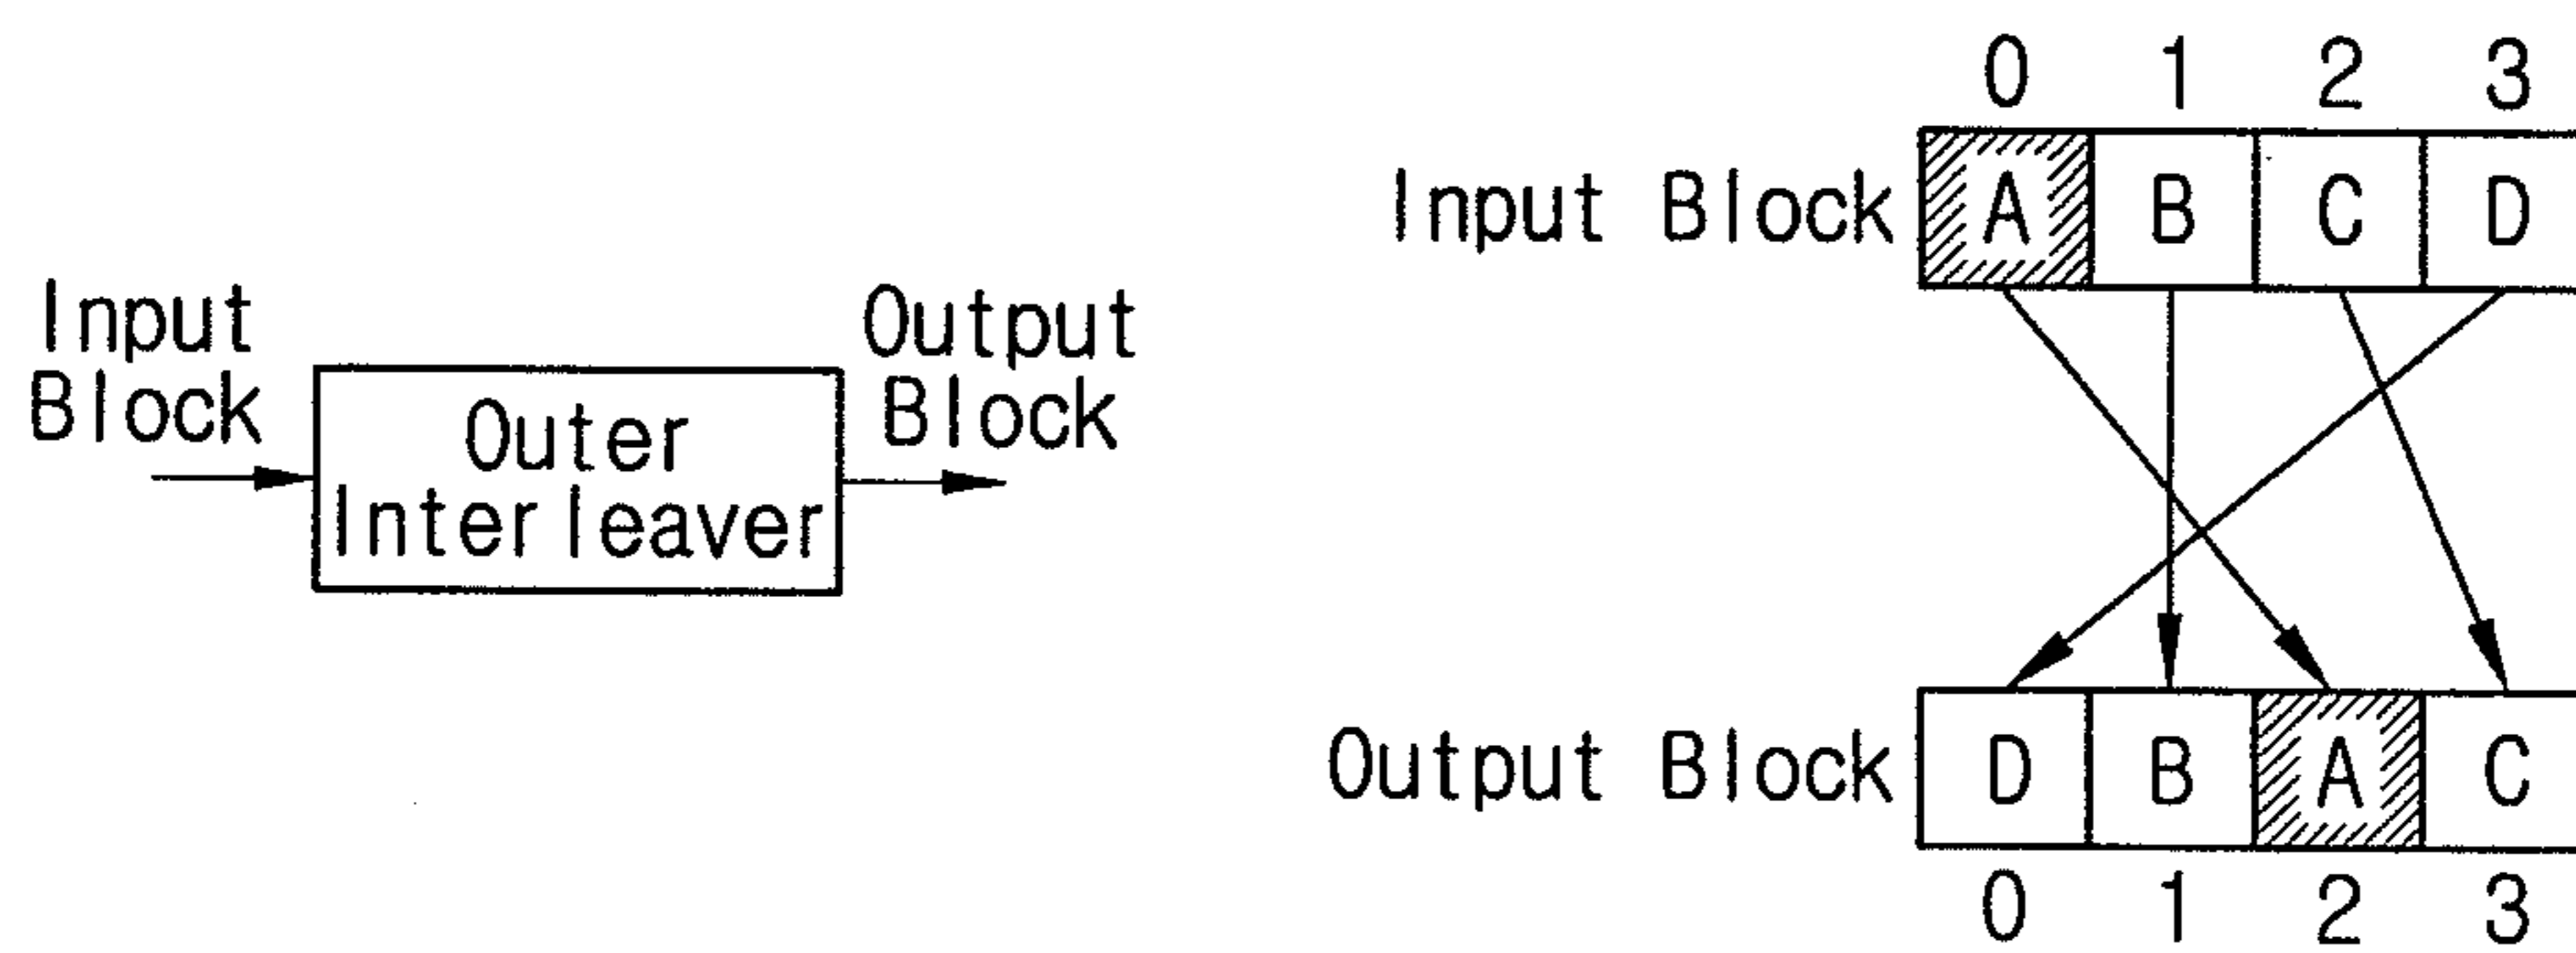 Input
Block
Outer
Interleaver
Output
Block
0 1 2 3
Input Block A B C D
Output Block D B A C
0 1 2 3